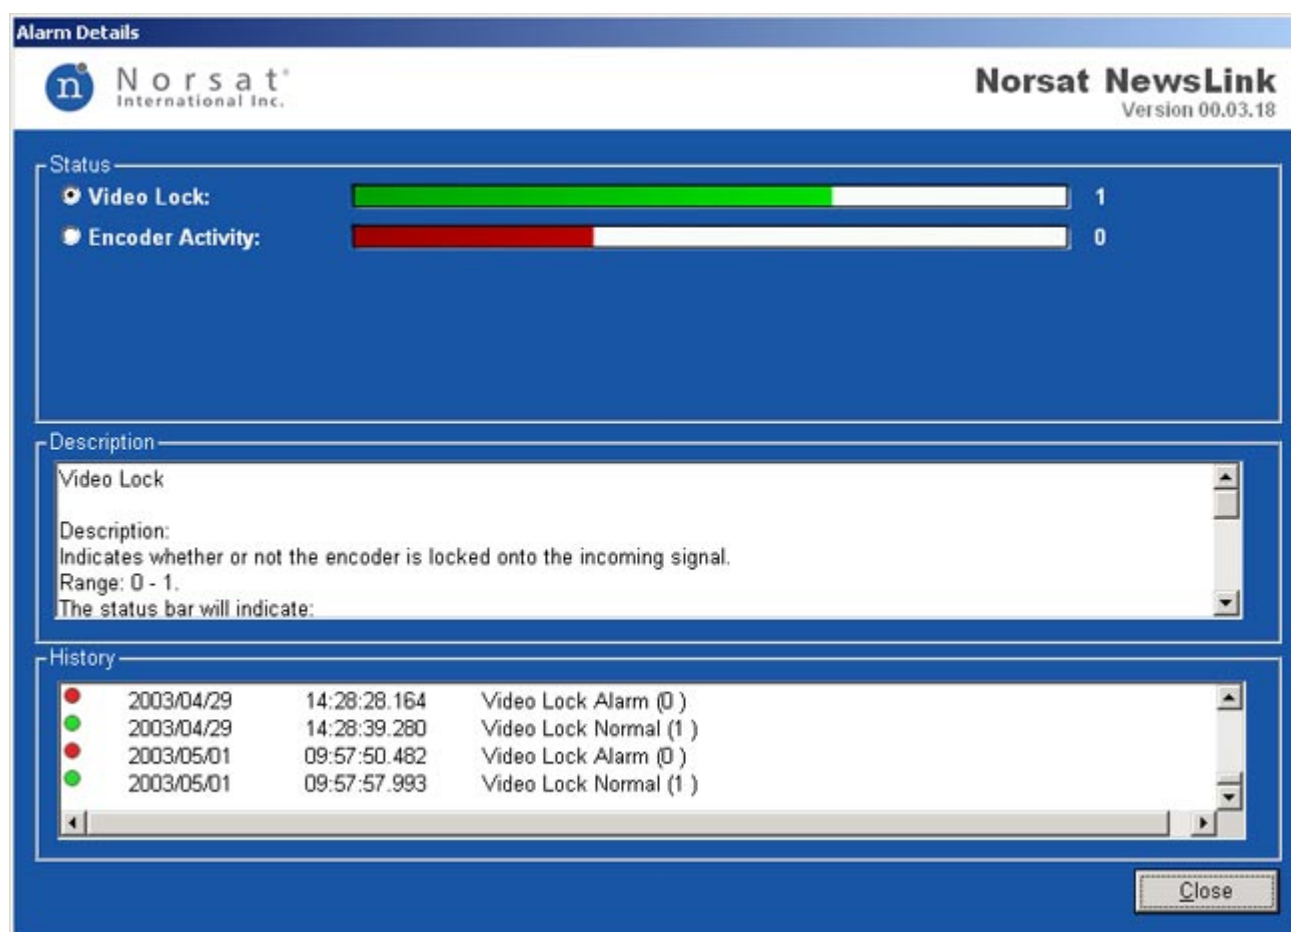 Alarm Details
n Norsat
International Inc.
Norsat NewsLink
Version 00.03.18
Status
Video Lock: 1
Encoder Activity: 0
Description
Video Lock
Description:
Indicates whether or not the encoder is locked onto the incoming signal.
Range: 0 - 1.
The status bar will indicate:
History
2003/04/29 14:28:28.164 Video Lock Alarm (0 )
2003/04/29 14:28:39.280 Video Lock Normal (1 )
2003/05/01 09:57:50.482 Video Lock Alarm (0 )
2003/05/01 09:57:57.993 Video Lock Normal (1 )
Close